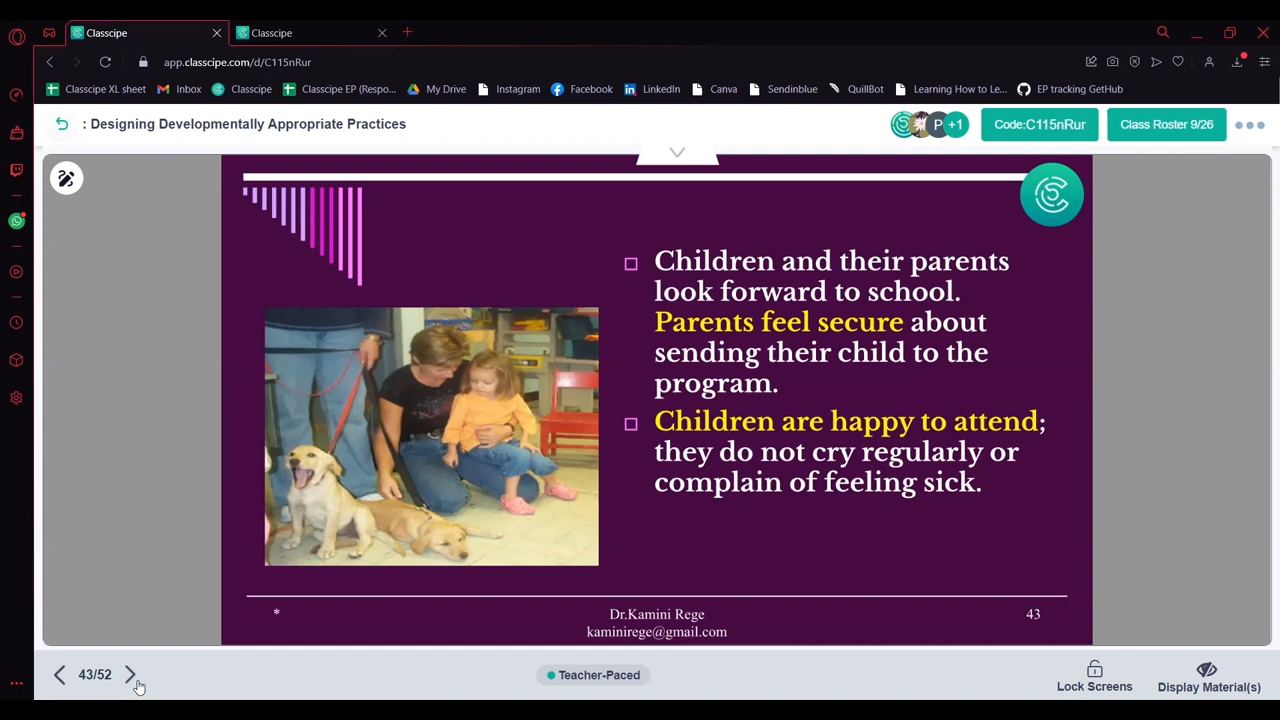 Classcipe
Classcipe
app.classcipe.com/d/C115nRur
Classcipe XL sheet
Inbox
Classcipe
Classcipe EP (Respo...
My Drive
Instagram
Facebook
LinkedIn
Canva
Sendinblue
QuillBot
Learning How to Le...
EP tracking GetHub
: Designing Developmentally Appropriate Practices
P
+1
Code:C115nRur
Class Roster 9/26
Children and their parents
look forward to school.
Parents feel secure about
sending their child to the
program.
Children are happy to attend;
they do not cry regularly or
complain of feeling sick.
*
Dr.Kamini Rege
kaminirege@gmail.com
43
43/52
Teacher-Paced
Lock Screens
Display Material(s)